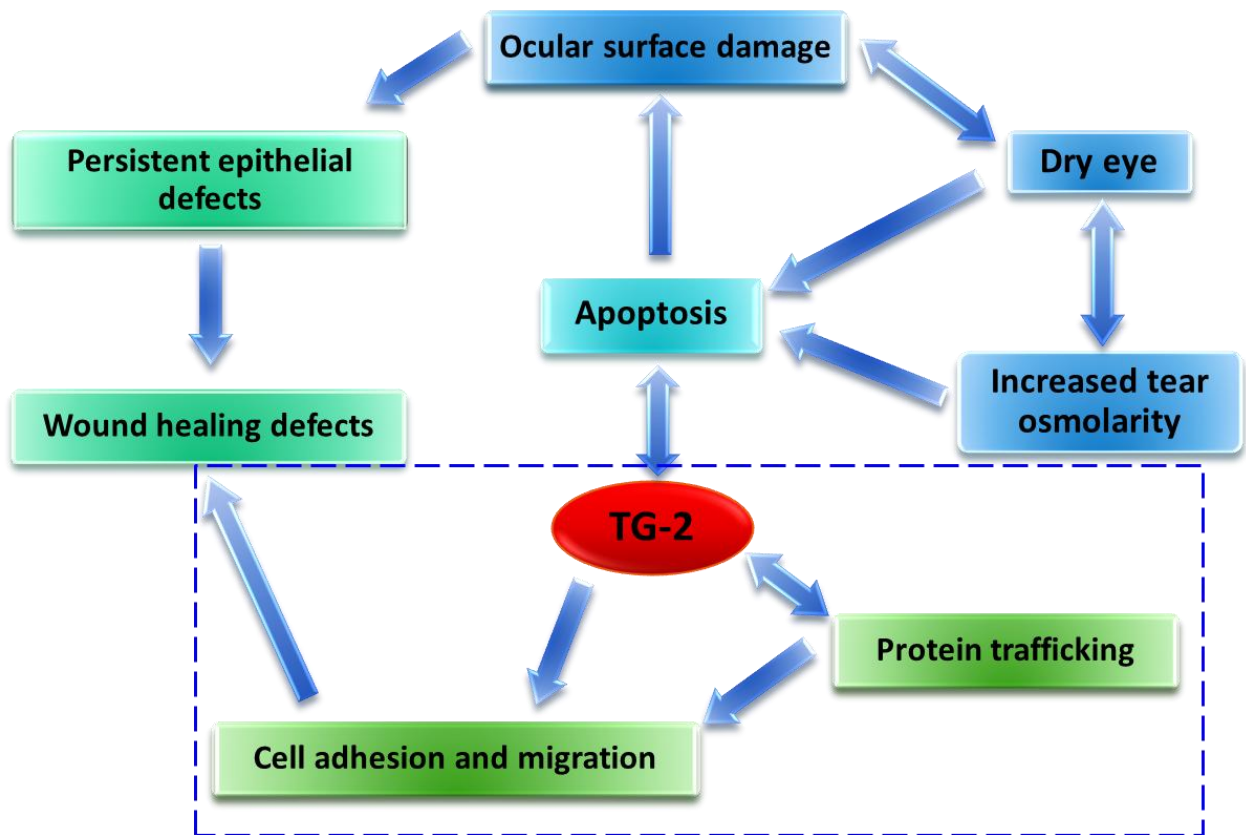 Ocular surface damage
Persistent epithelial
defects
Dry eye
Apoptosis
Increased tear
osmolarity
Wound healing defects
TG-2
Protein trafficking
Cell adhesion and migration